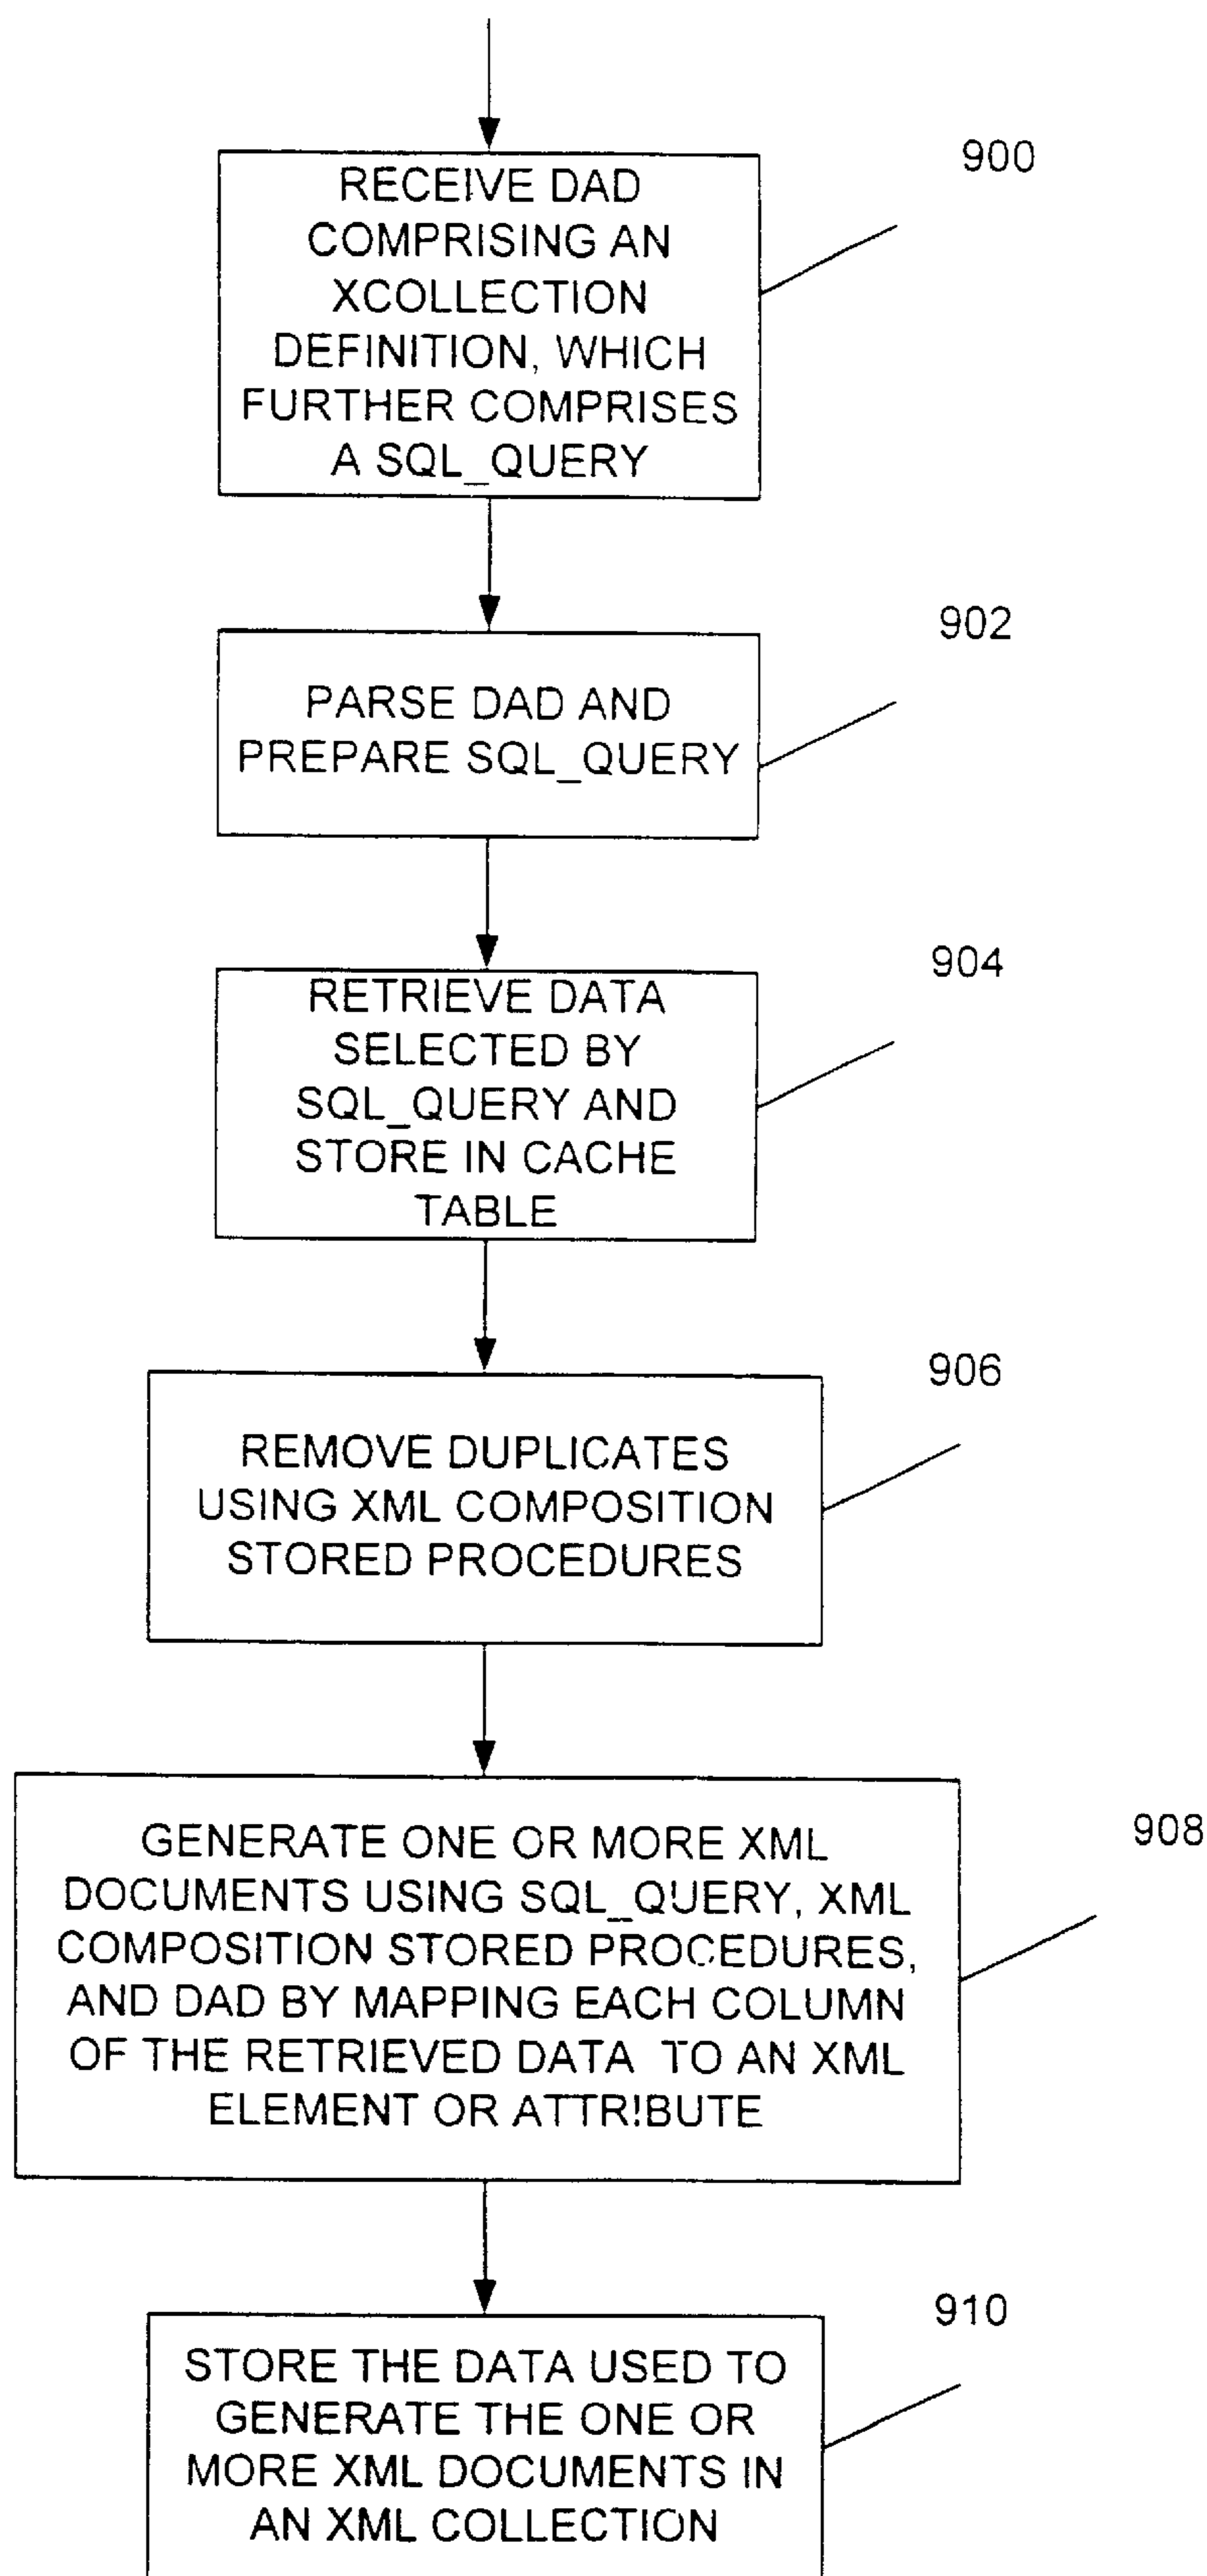 900
RECEIVE DAD
COMPRISING AN
XCOLLECTION
DEFINITION, WHICH
FURTHER COMPRISES
A SQL_QUERY
902
PARSE DAD AND
PREPARE SQL_QUERY
904
RETRIEVE DATA
SELECTED BY
SQL_QUERY AND
STORE IN CACHE
TABLE
906
REMOVE DUPLICATES
USING XML COMPOSITION
STORED PROCEDURES
908
GENERATE ONE OR MORE XML
DOCUMENTS USING SQL_QUERY, XML
COMPOSITION STORED PROCEDURES,
AND DAD BY MAPPING EACH COLUMN
OF THE RETRIEVED DATA TO AN XML
ELEMENT OR ATTRIBUTE
910
STORE THE DATA USED TO
GENERATE THE ONE OR
MORE XML DOCUMENTS IN
AN XML COLLECTION